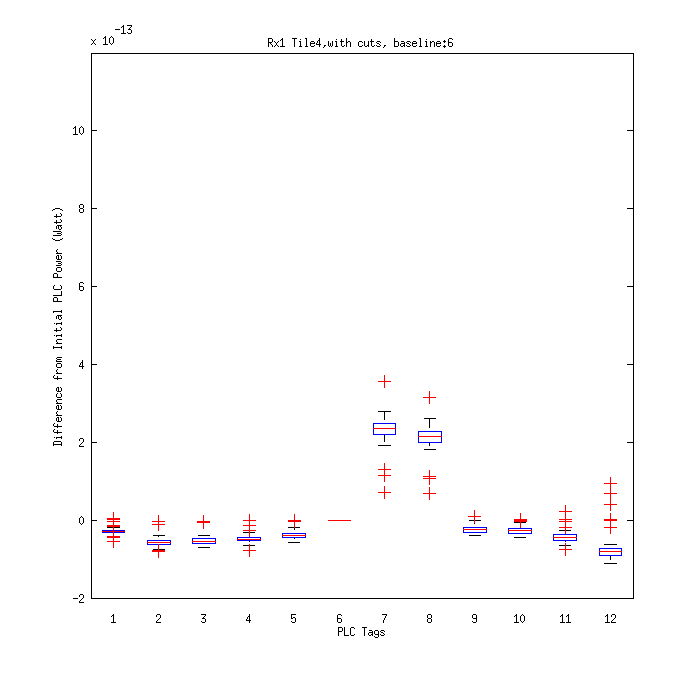 x 10-13
Rx1 Tile4,with cuts, baseline:6
Difference from Initial PLC Power (Watt)
10
8
6
4
2
0
-2
1 2 3 4 5 6 7 8 9 10 11 12
PLC Tags